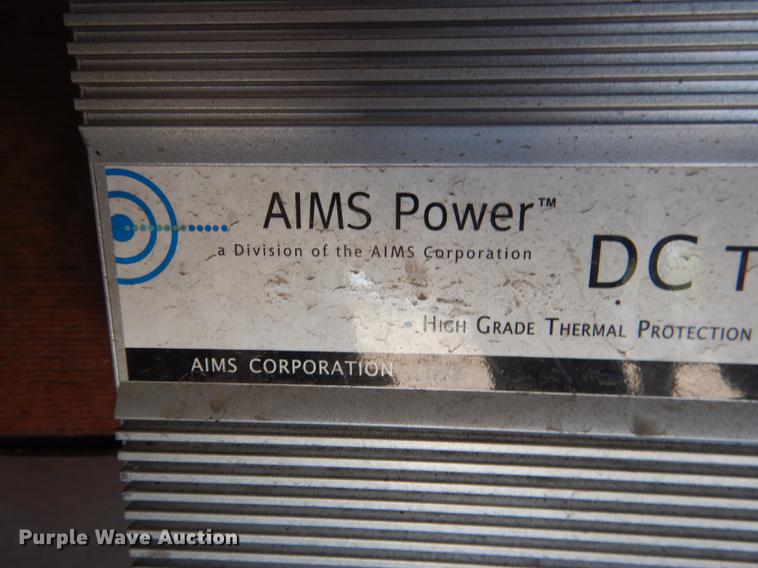 AIMS Power™
a Division of the AIMS Corporation
DC T
• HIGH GRADE THERMAL PROTECTION
AIMS CORPORATION
Purple Wave Auction